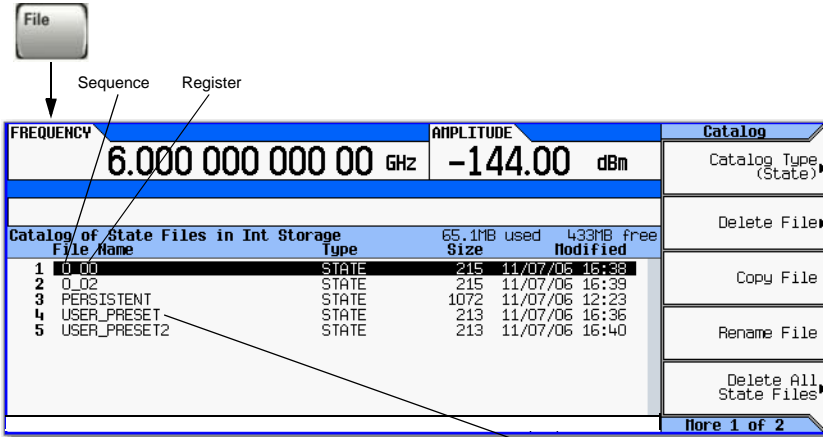 File
Sequence Register
FREQUENCY AMPLITUDE Catalog
6.000 000 000 00 GHz -144.00 dBm
Catalog Type
(State)
Delete File
Catalog of State Files in Int Storage 65.1MB used 433MB free
File Name Type Size Modified
1 0_00 STATE 215 11/07/06 16:38
2 0_02 STATE 215 11/07/06 16:39
3 PERSISTENT STATE 1072 11/07/06 12:23
4 USER_PRESET STATE 213 11/07/06 16:36
5 USER_PRESET2 STATE 213 11/07/06 16:40
Copy File
Rename File
Delete All
State Files
More 1 of 2